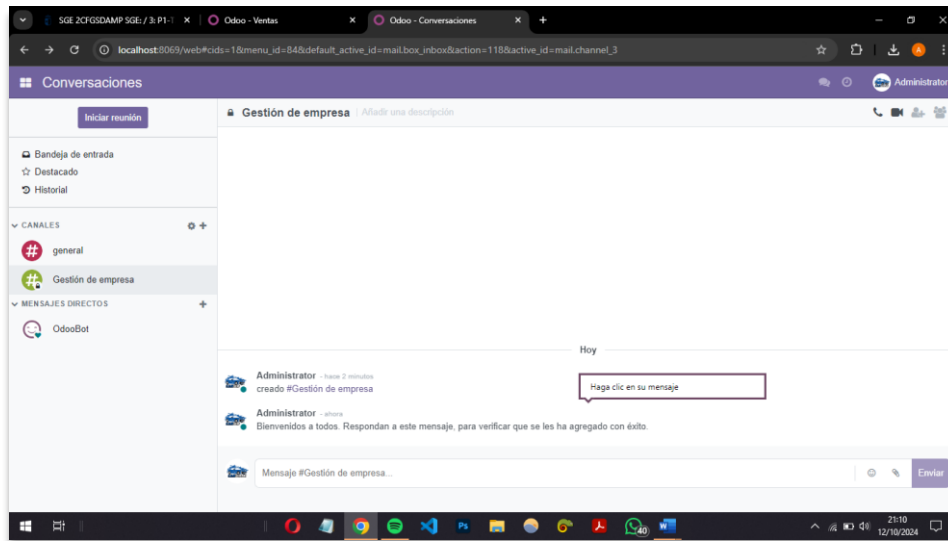 SGE 2CFGSDAMP SGE: / 3: P1-T
Odoo - Ventas
Odoo - Conversaciones
localhost:8069/web#cids=1&menu_id=84&default_active_id=mail.box_inbox&action=118&active_id=mail.channel_3
Conversaciones
Administrator
Iniciar reunión
Gestión de empresa
Añadir una descripción
Bandeja de entrada
Destacado
Historial
CANALES
general
Gestión de empresa
MENSAJES DIRECTOS
OdooBot
Hoy
Administrator - hace 2 minutos
creado #Gestión de empresa
Haga clic en su mensaje
Administrator - ahora
Bienvenidos a todos. Respondan a este mensaje, para verificar que se les ha agregado con éxito.
Mensaje #Gestión de empresa...
Enviar
40
21:10
12/10/2024